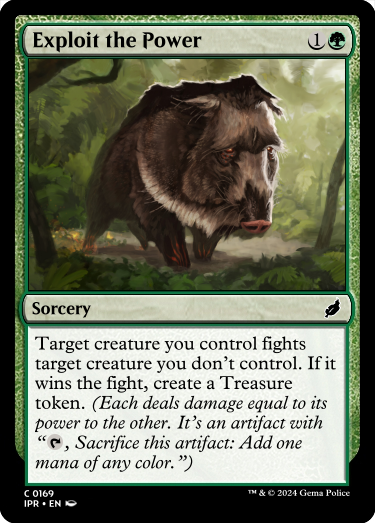 Exploit the Power 1
Sorcery
Target creature you control fights
target creature you don't control. If it
wins the fight, create a Treasure
token. (Each deals damage equal to its
power to the other. It's an artifact with
“, Sacrifice this artifact: Add one
mana of any color.”)
C 0169
IPR • EN
™ & © 2024 Gema Police